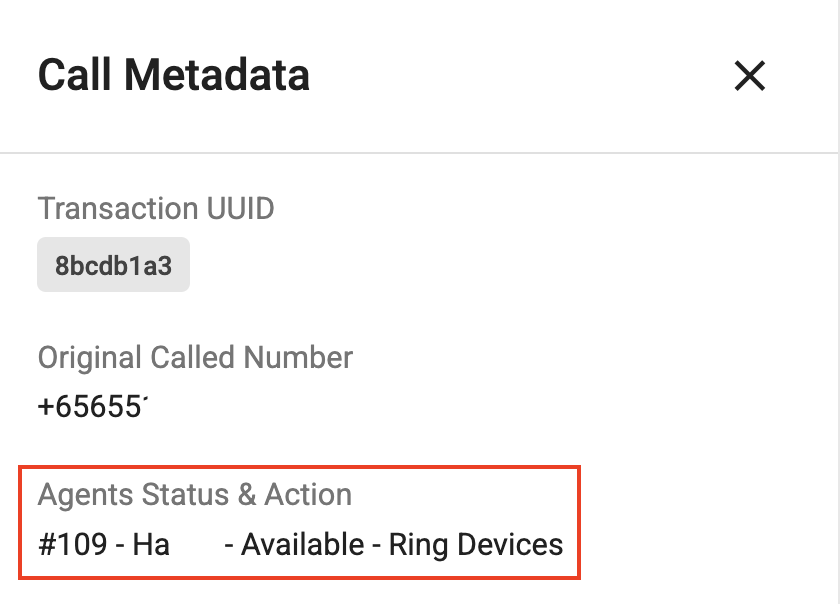 Call Metadata
Transaction UUID
8bcdb1a3
Original Called Number
+65655
Agents Status & Action
#109 - Ha - Available - Ring Devices